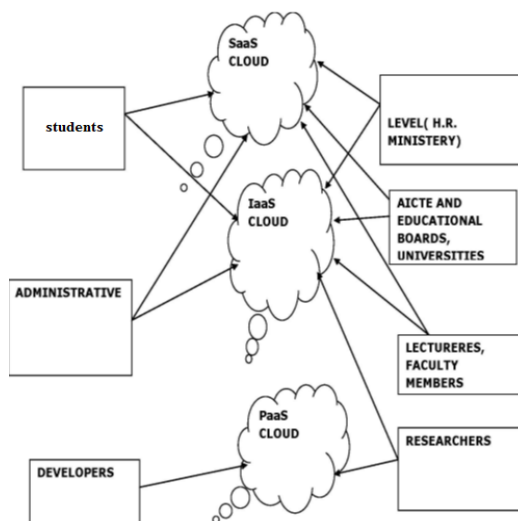 SaaS
CLOUD
students
LEVEL( H.R.
MINISTERY)
IaaS
CLOUD
AICTE AND
EDUCATIONAL
BOARDS,
UNIVERSITIES
ADMINISTRATIVE
LECTURERES,
FACULTY
MEMBERS
PaaS
CLOUD
RESEARCHERS
DEVELOPERS